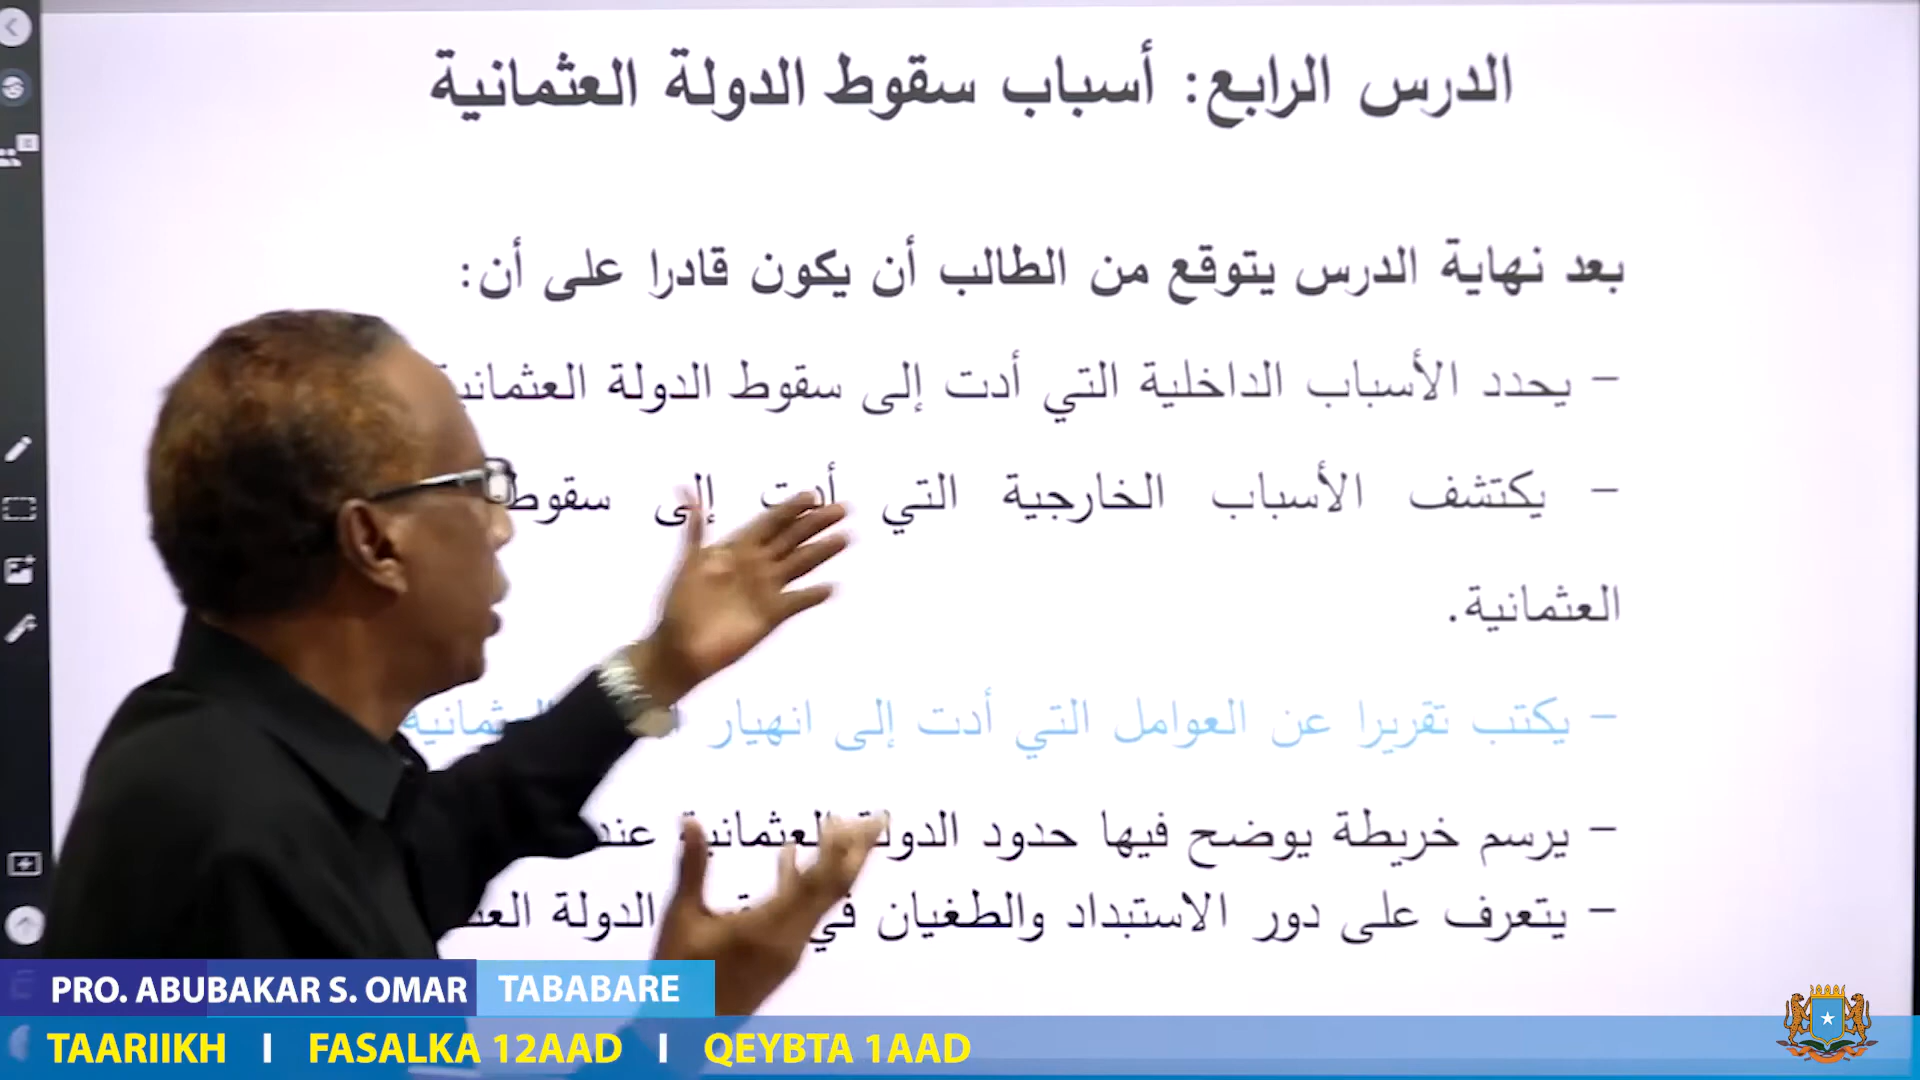 الدرس الرابع: أسباب سقوط الدولة العثمانية
بعد نهاية الدرس يتوقع من الطالب أن يكون قادرا على أن:
– يحدد الأسباب الداخلية التي أدت إلى سقوط الدولة
– يكتشف الأسباب الخارجية التي أدت إلى سقوط
العثمانية.
– يكتب تقريرا عن العوامل التي أدت إلى انهيار
– يرسم خريطة يوضح فيها حدود الدولة العثمانية
– يتعرف على دور الاستبداد والطغيان في الدولة
PRO. ABUBAKAR S. OMAR TABABARE
TAARIIKH I FASALKA 12AAD I QEYBTA 1AAD